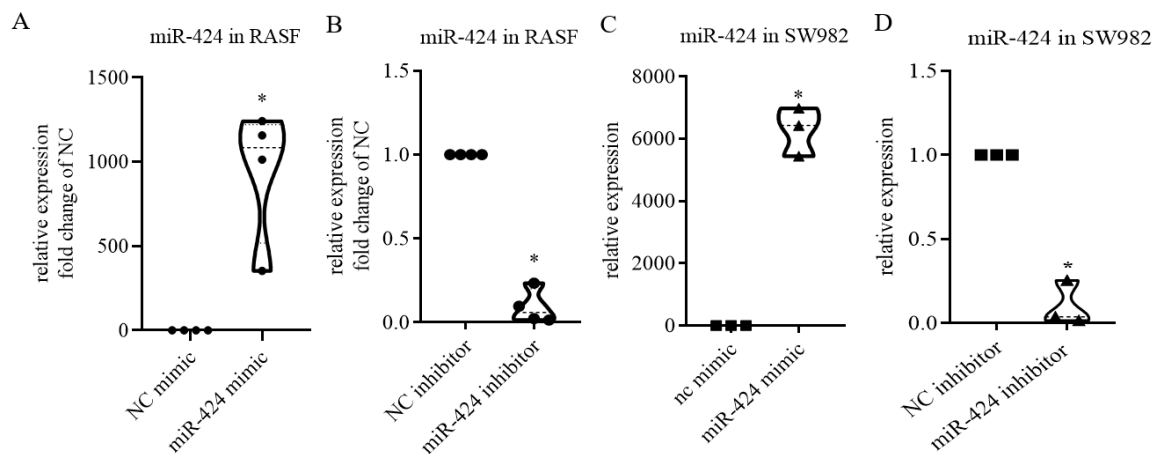 A
miR-424 in RASF
relative expression
fold change of NC
1500
1000
500
0
*
NC mimic
miR-424 mimic
B
miR-424 in RASF
relative expression
fold change of NC
1.5
1.0
0.5
0.0
*
NC inhibitor
miR-424 inhibitor
C
miR-424 in SW982
relative expression
8000
6000
4000
2000
0
*
nc mimic
miR-424 mimic
D
miR-424 in SW982
relative expression
1.5
1.0
0.5
0.0
*
NC inhibitor
miR-424 inhibitor